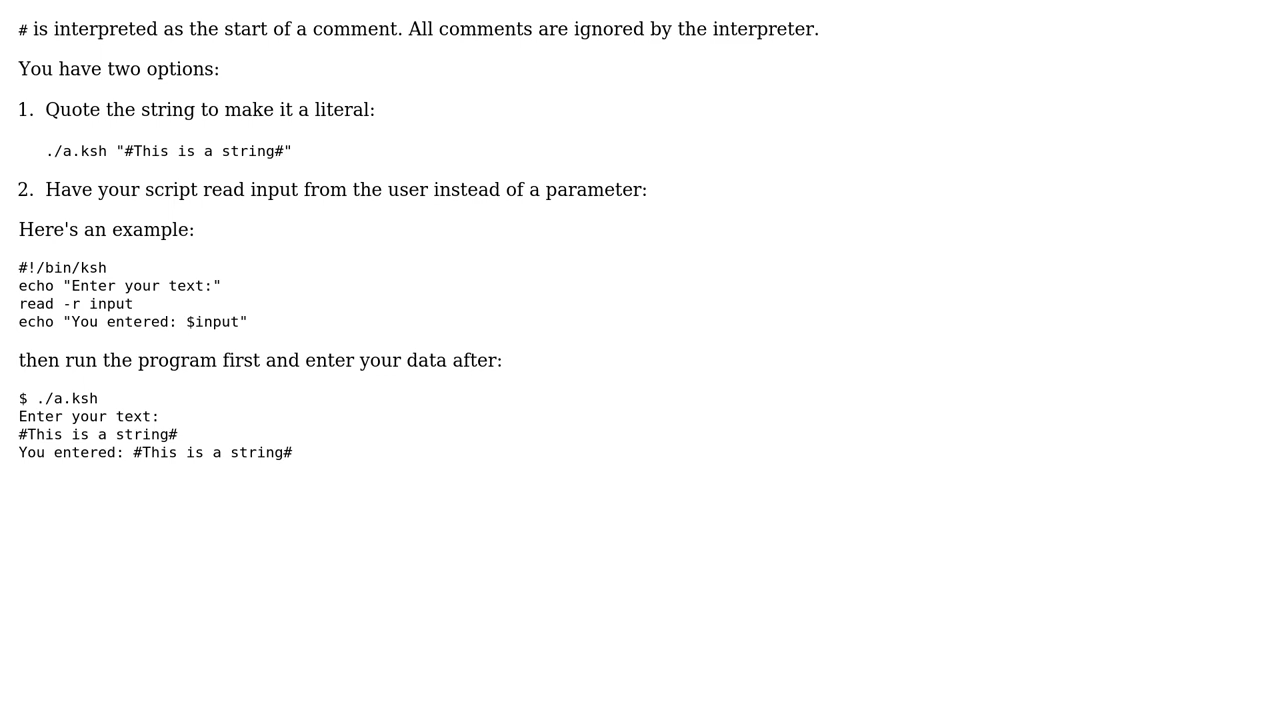 # is interpreted as the start of a comment. All comments are ignored by the interpreter.
You have two options:
1. Quote the string to make it a literal:
./a.ksh "#This is a string#"
2. Have your script read input from the user instead of a parameter:
Here's an example:
#!/bin/ksh
echo "Enter your text:"
read -r input
echo "You entered: $input"
then run the program first and enter your data after:
$ ./a.ksh
Enter your text:
#This is a string#
You entered: #This is a string#